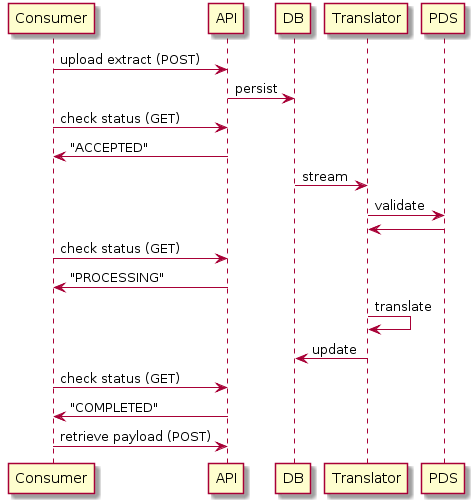 Consumer API DB Translator PDS
upload extract (POST)
persist
check status (GET)
"ACCEPTED"
stream
validate
check status (GET)
"PROCESSING"
translate
update
check status (GET)
"COMPLETED"
retrieve payload (POST)
Consumer API DB Translator PDS